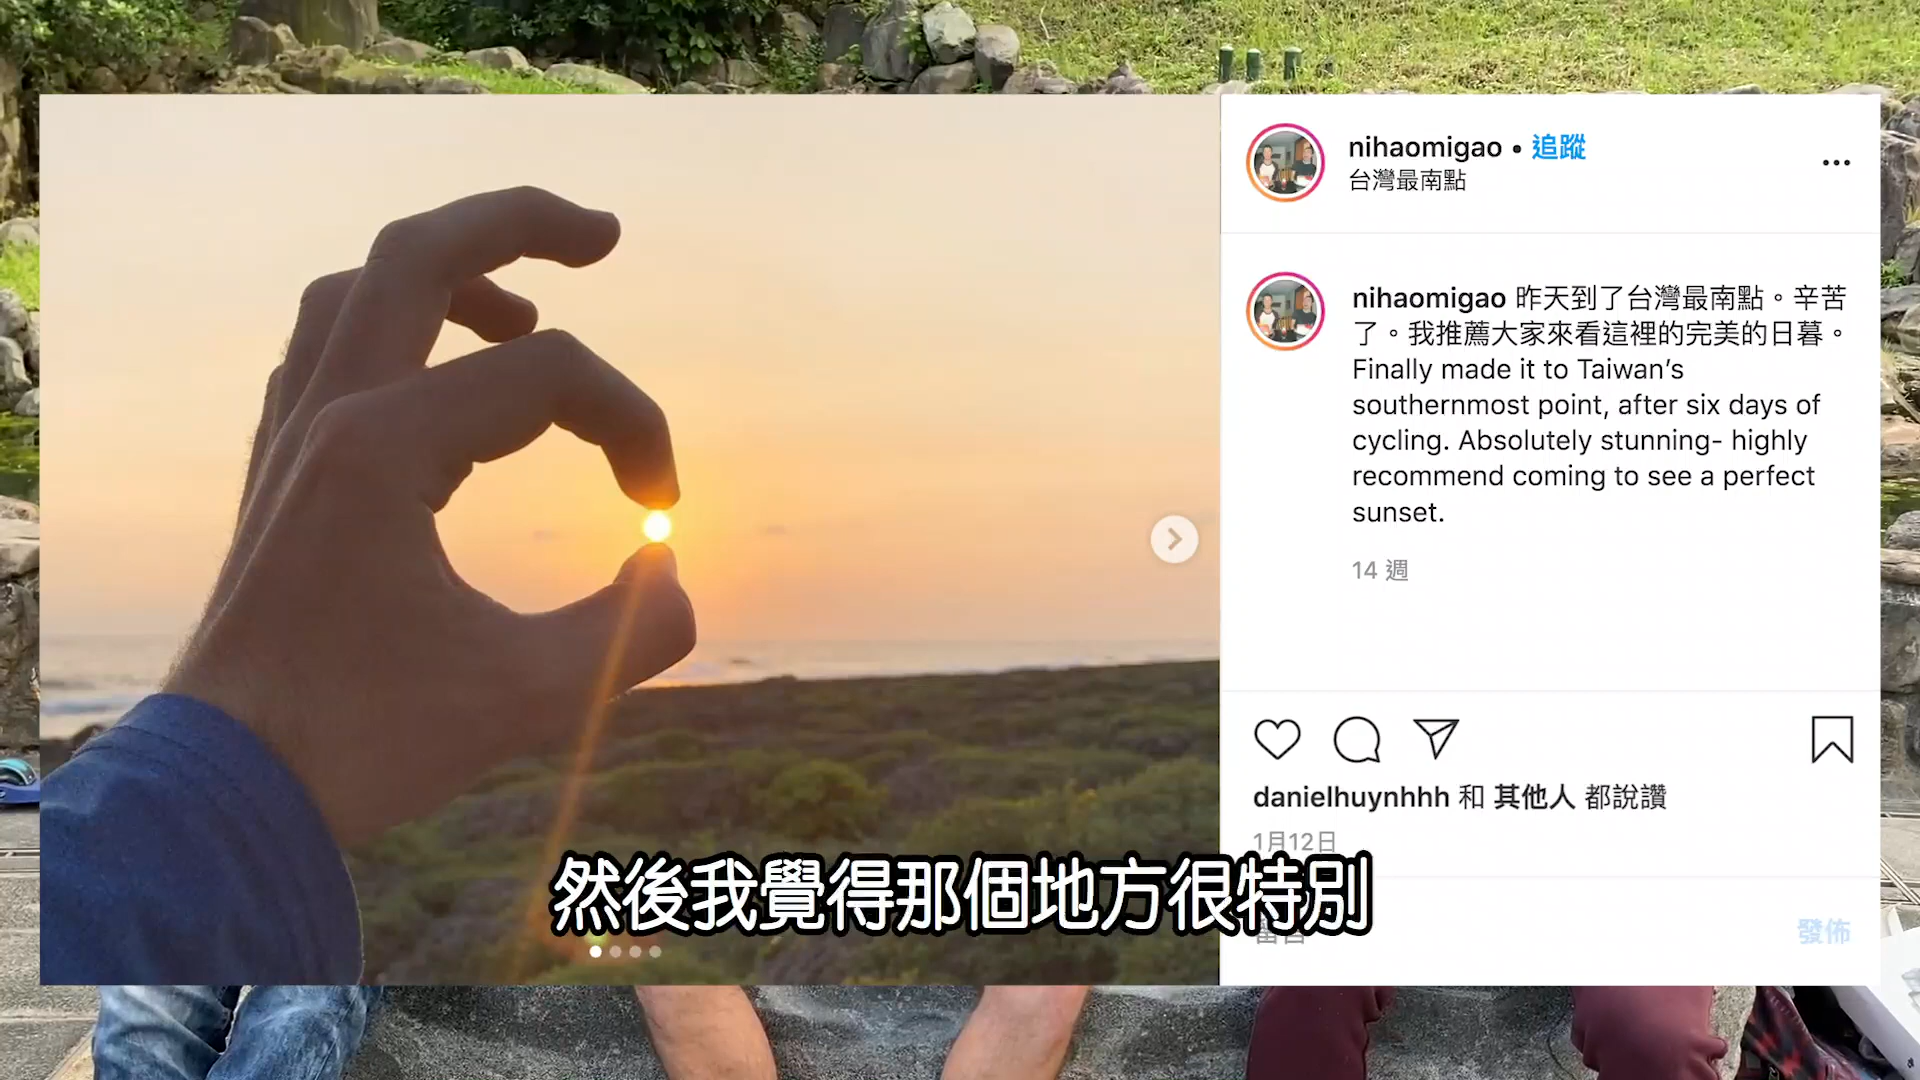 nihaomigao • 追蹤
台灣最南點
nihaomigao 昨天到了台灣最南點。辛苦
了。我推薦大家來看這裡的完美的日暮。
Finally made it to Taiwan’s
southernmost point, after six days of
cycling. Absolutely stunning- highly
recommend coming to see a perfect
sunset.
14 週
danielhuynhhh 和 其他人 都說讚
1月12日
然後我覺得那個地方很特別
發佈